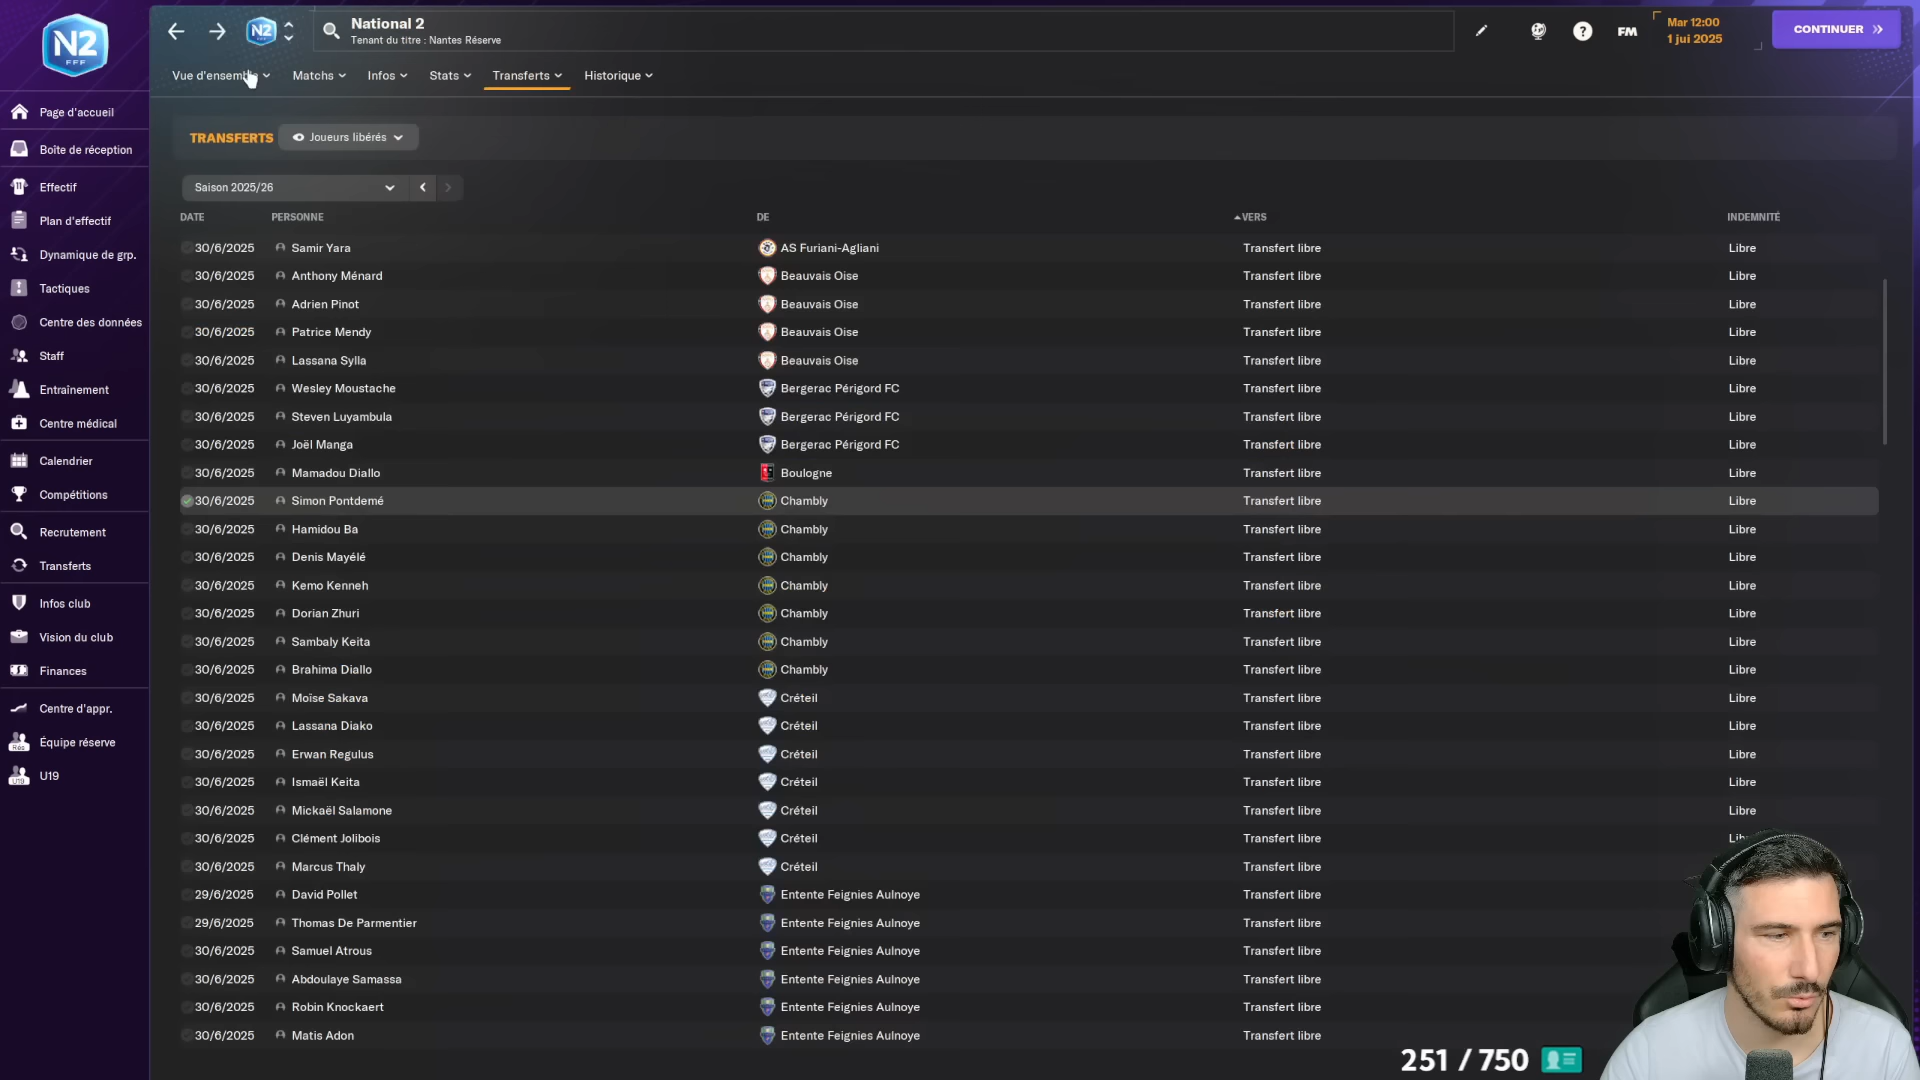 N2
FFF
N2
National 2
Tenant du titre : Nantes Réserve
FM
Mar 12:00
1 jui 2025
CONTINUER
Vue d'ensemble
Matchs
Infos
Stats
Transferts
Historique
Page d'accueil
Boîte de réception
Effectif
Plan d'effectif
Dynamique de grp.
Tactiques
Centre des données
Staff
Entraînement
Centre médical
Calendrier
Compétitions
Recrutement
Transferts
Infos club
Vision du club
Finances
Centre d'appr.
Équipe réserve
U19
TRANSFERTS
Joueurs libérés
Saison 2025/26
DATE PERSONNE DE VERS INDEMNITÉ
30/6/2025 Samir Yara AS Furiani-Agliani Transfert libre Libre
30/6/2025 Anthony Ménard Beauvais Oise Transfert libre Libre
30/6/2025 Adrien Pinot Beauvais Oise Transfert libre Libre
30/6/2025 Patrice Mendy Beauvais Oise Transfert libre Libre
30/6/2025 Lassana Sylla Beauvais Oise Transfert libre Libre
30/6/2025 Wesley Moustache Bergerac Périgord FC Transfert libre Libre
30/6/2025 Steven Luyambula Bergerac Périgord FC Transfert libre Libre
30/6/2025 Joël Manga Bergerac Périgord FC Transfert libre Libre
30/6/2025 Mamadou Diallo Boulogne Transfert libre Libre
30/6/2025 Simon Pontdemé Chambly Transfert libre Libre
30/6/2025 Hamidou Ba Chambly Transfert libre Libre
30/6/2025 Denis Mayélé Chambly Transfert libre Libre
30/6/2025 Kemo Kenneh Chambly Transfert libre Libre
30/6/2025 Dorian Zhuri Chambly Transfert libre Libre
30/6/2025 Sambaly Keita Chambly Transfert libre Libre
30/6/2025 Brahima Diallo Chambly Transfert libre Libre
30/6/2025 Moïse Sakava Créteil Transfert libre Libre
30/6/2025 Lassana Diako Créteil Transfert libre Libre
30/6/2025 Erwan Regulus Créteil Transfert libre Libre
30/6/2025 Ismaël Keita Créteil Transfert libre Libre
30/6/2025 Mickaël Salamone Créteil Transfert libre Libre
30/6/2025 Clément Jolibois Créteil Transfert libre
30/6/2025 Marcus Thaly Créteil Transfert libre
29/6/2025 David Pollet Entente Feignies Aulnoye Transfert libre
29/6/2025 Thomas De Parmentier Entente Feignies Aulnoye Transfert libre
30/6/2025 Samuel Atrous Entente Feignies Aulnoye Transfert libre
30/6/2025 Abdoulaye Samassa Entente Feignies Aulnoye Transfert libre
30/6/2025 Robin Knockaert Entente Feignies Aulnoye Transfert libre
30/6/2025 Matis Adon Entente Feignies Aulnoye Transfert libre
251 / 750